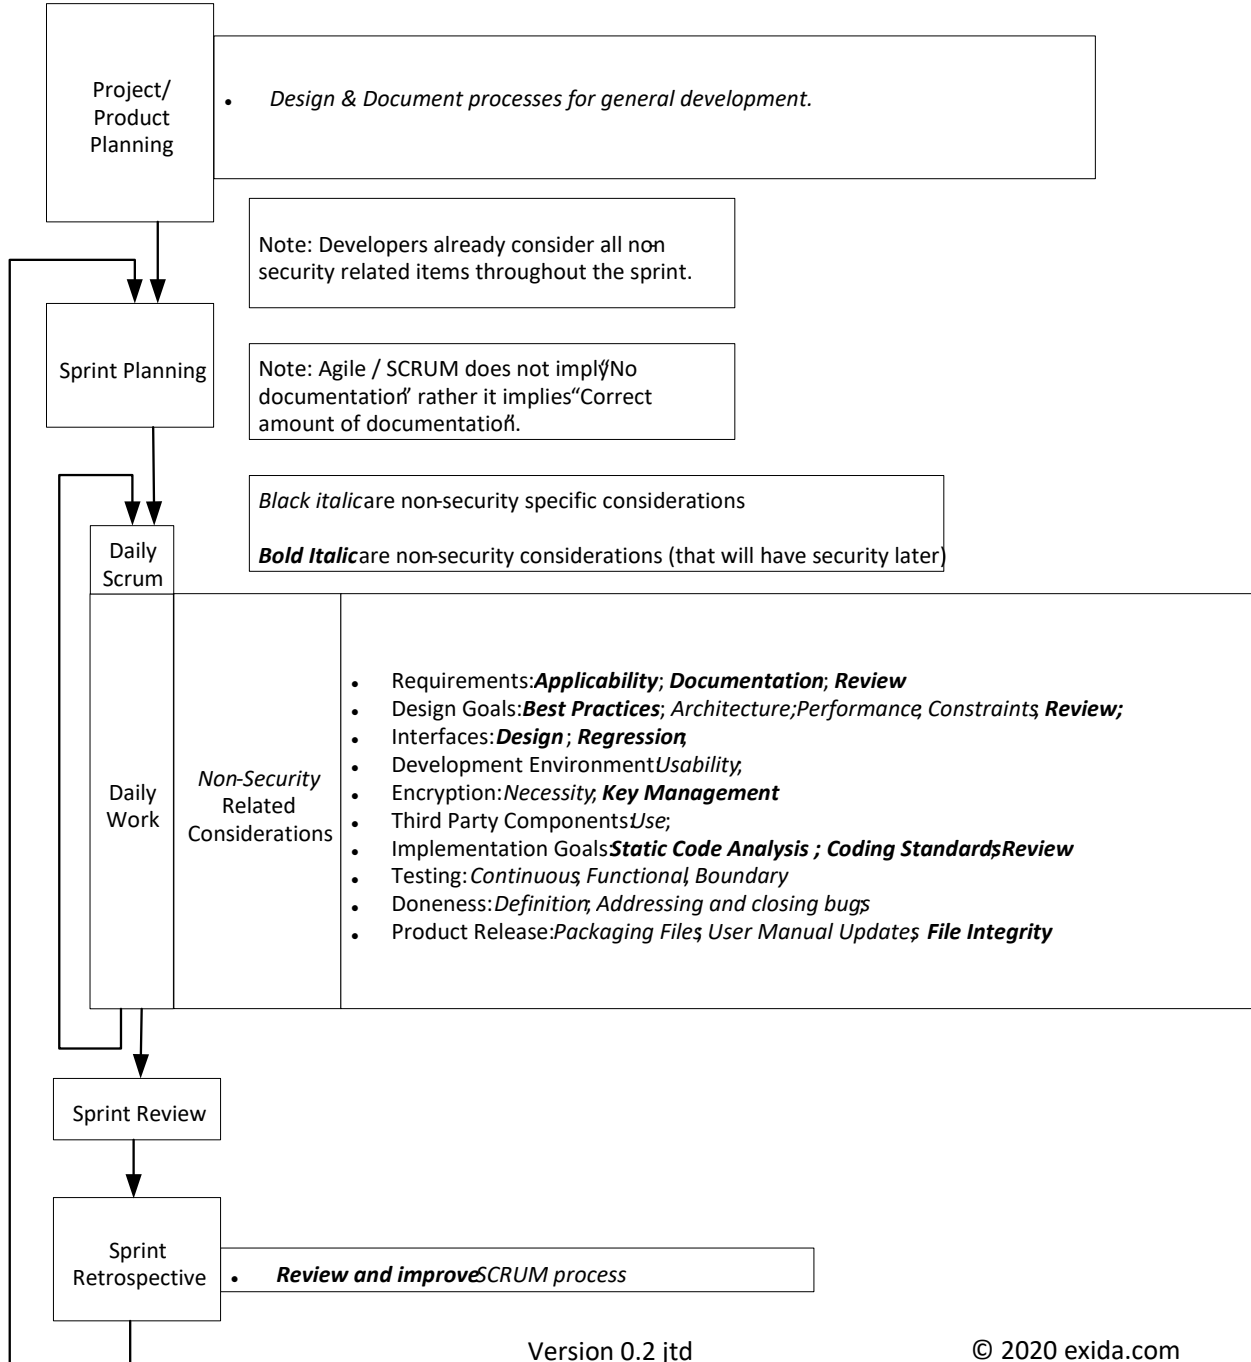 Project/
Product
Planning
• Design & Document processes for general development.
Note: Developers already consider all non-
security related items throughout the sprint.
Sprint Planning
Note: Agile / SCRUM does not imply “No
documentation” rather it implies “Correct
amount of documentation”.
Black italic are non-security specific considerations
Bold Italic are non-security considerations (that will have security later)
Daily
Scrum
Daily
Work
Non-Security
Related
Considerations
• Requirements: Applicability; Documentation; Review
• Design Goals: Best Practices; Architecture; Performance, Constraints, Review;
• Interfaces: Design; Regression;
• Development Environment: Usability;
• Encryption: Necessity; Key Management
• Third Party Components: Use;
• Implementation Goals: Static Code Analysis ; Coding Standards; Review
• Testing: Continuous, Functional, Boundary
• Doneness: Definition; Addressing and closing bugs;
• Product Release: Packaging Files; User Manual Updates; File Integrity
Sprint Review
Sprint
Retrospective
• Review and improve SCRUM process
Version 0.2 jtd
© 2020 exida.com